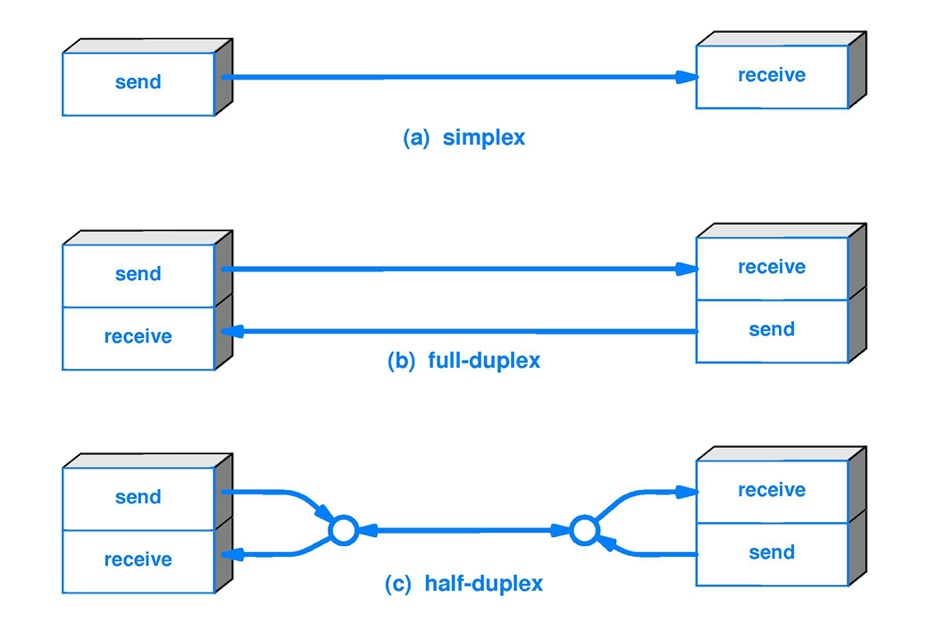 send
receive
(a) simplex
send
receive
receive
send
(b) full-duplex
send
receive
receive
send
(c) half-duplex